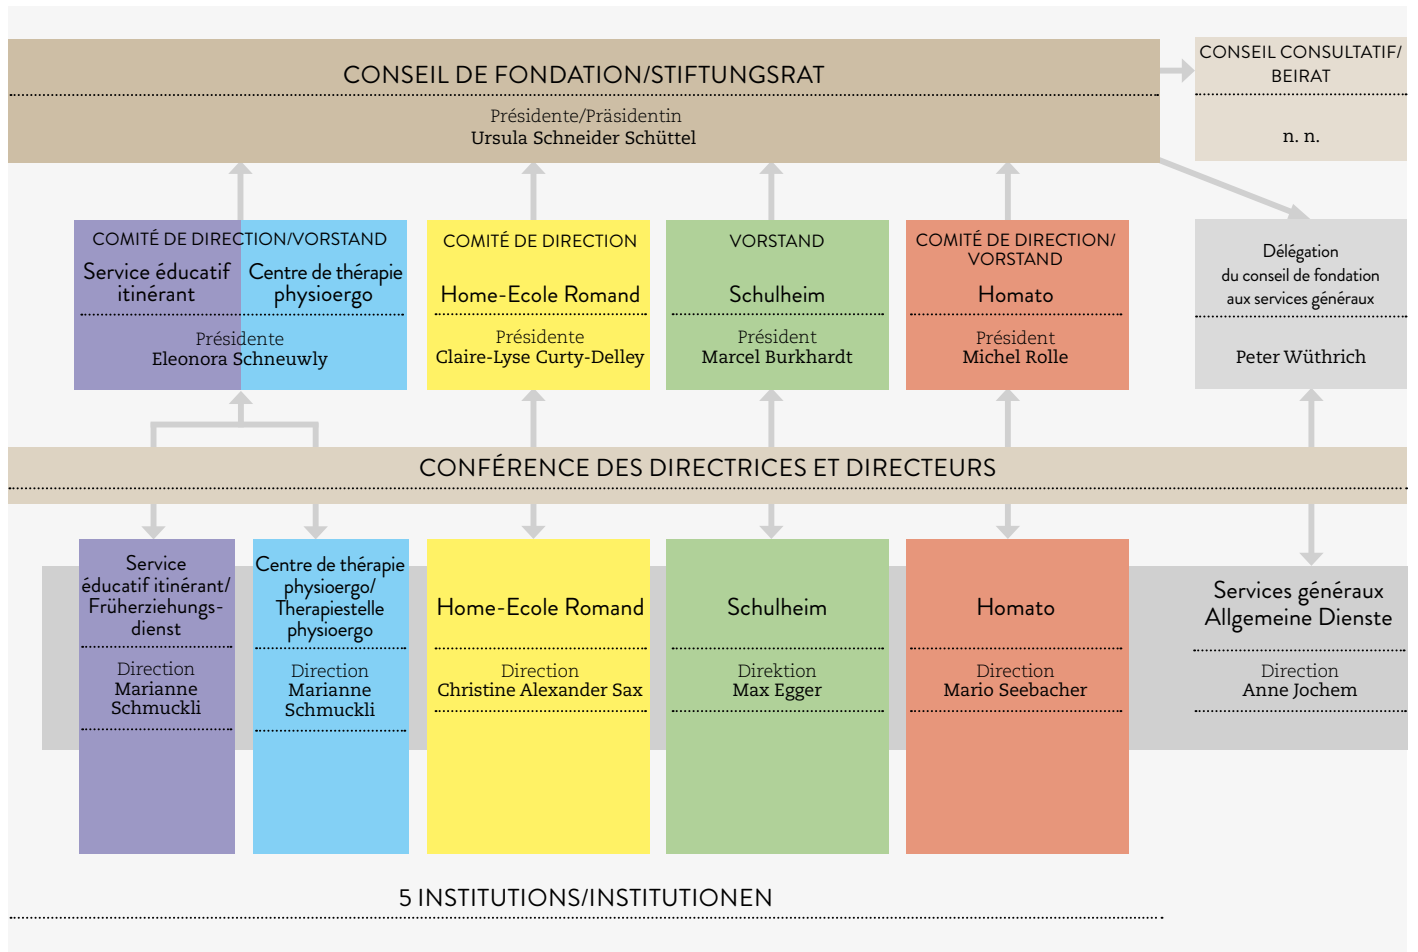 CONSEIL DE FONDATION/STIFTUNGSRAT
Présidente/Präsidentin
Ursula Schneider Schüttel
CONSEIL CONSULTATIF/
BEIRAT
n. n.
COMITÉ DE DIRECTION/VORSTAND
Service éducatif
itinérant
Centre de thérapie
physioergo
Présidente
Eleonora Schneuwly
COMITÉ DE DIRECTION
Home-Ecole Romand
Présidente
Claire-Lyse Curty-Delley
VORSTAND
Schulheim
Président
Marcel Burkhardt
COMITÉ DE DIRECTION/
VORSTAND
Homato
Président
Michel Rolle
Délégation
du conseil de fondation
aux services généraux
Peter Wüthrich
CONFÉRENCE DES DIRECTRICES ET DIRECTEURS
Service
éducatif itinérant/
Früherziehungs-
dienst
Direction
Marianne
Schmuckli
Centre de thérapie
physioergo/
Therapiestelle
physioergo
Direction
Marianne
Schmuckli
Home-Ecole Romand
Direction
Christine Alexander Sax
Schulheim
Direktion
Max Egger
Homato
Direction
Mario Seebacher
Services généraux
Allgemeine Dienste
Direction
Anne Jochem
5 INSTITUTIONS/INSTITUTIONEN